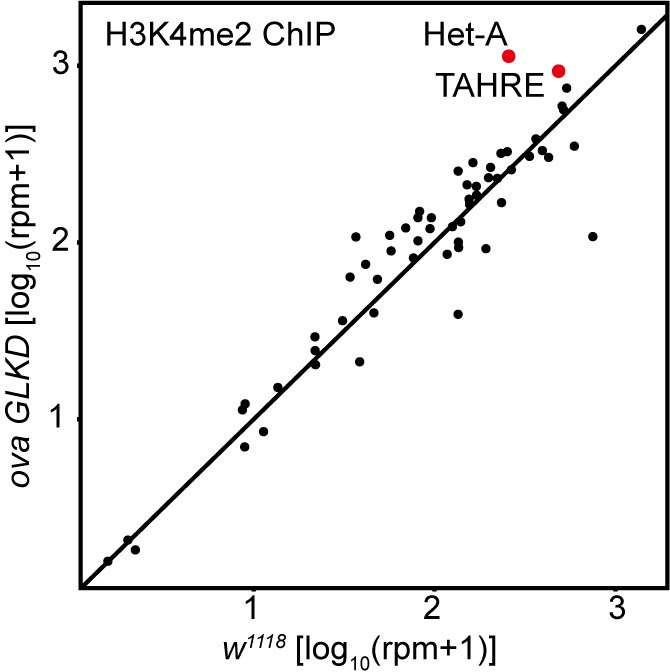 H3K4me2 ChIP
Het-A
TAHRE
3
2
1
ova GLKD [log10(rpm+1)]
1 2 3
w1118 [log10(rpm+1)]